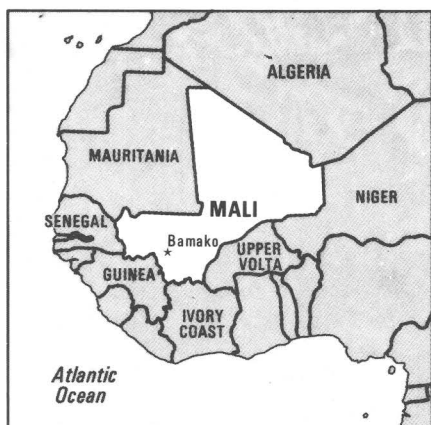 ALGERIA
MAURITANIA
MALI
NIGER
SENEGAL
Bamako
UPPER
VOLTA
GUINEA
IVORY
COAST
Atlantic
Ocean